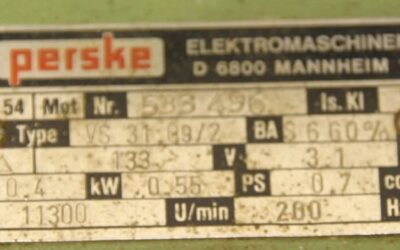 perske ELEKTROMASCHINEN
D 6800 MANNHEIM
54 Mot Nr. 533 496 Is. Kl
Type VS 31.09/2 BA S 6 60%
133 V 3.1
0.4 kW 0.55 PS 0.7 co
11300 U/min 200 H